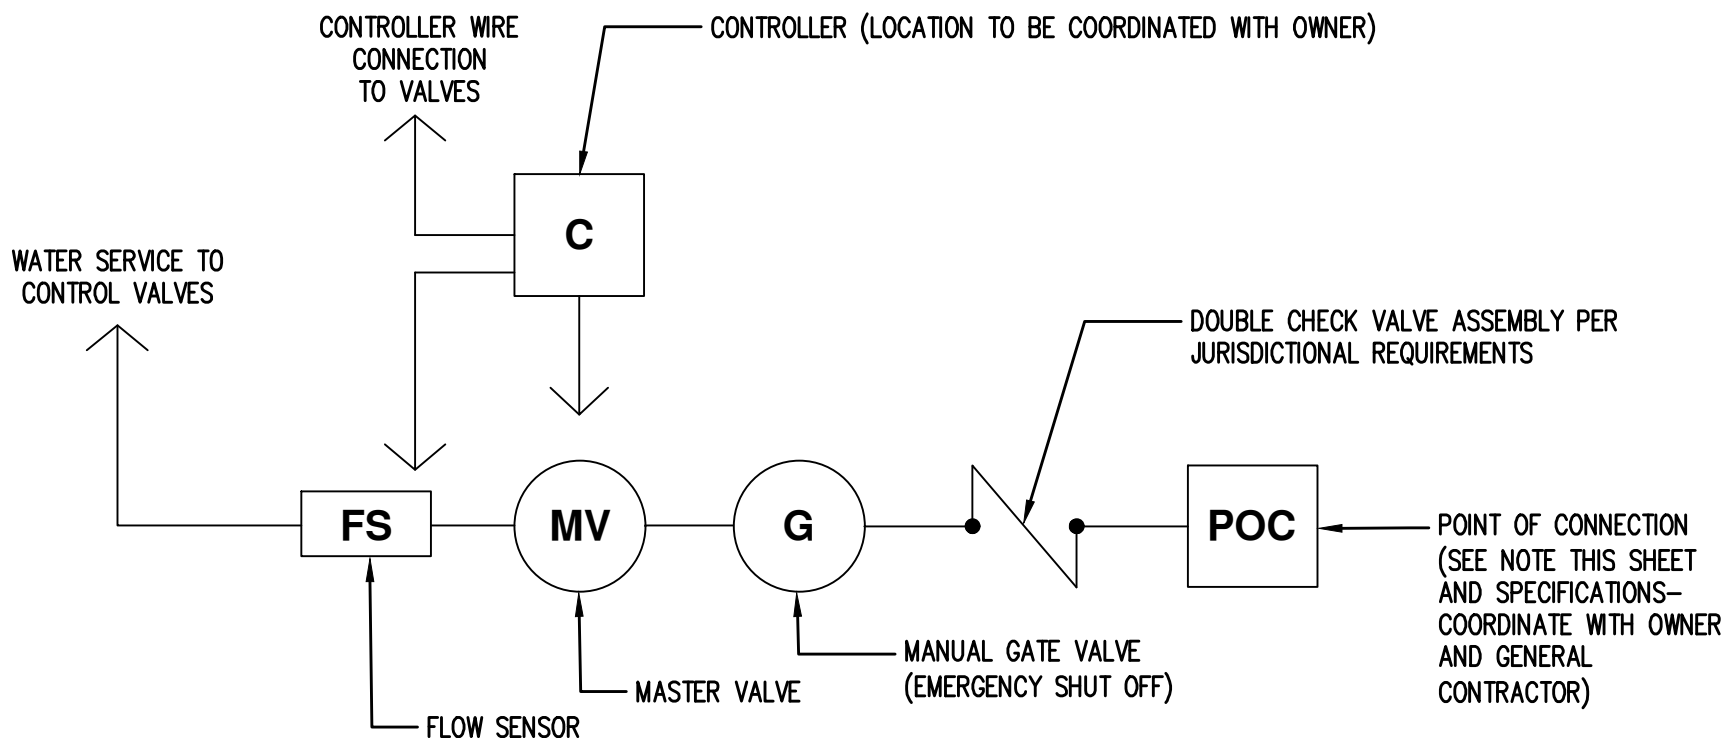 CONTROLLER WIRE
CONNECTION
TO VALVES
CONTROLLER (LOCATION TO BE COORDINATED WITH OWNER)
C
WATER SERVICE TO
CONTROL VALVES
DOUBLE CHECK VALVE ASSEMBLY PER
JURISDICTIONAL REQUIREMENTS
FS
MV
G
POC
POINT OF CONNECTION
(SEE NOTE THIS SHEET
AND SPECIFICATIONS-
COORDINATE WITH OWNER
AND GENERAL
CONTRACTOR)
MANUAL GATE VALVE
(EMERGENCY SHUT OFF)
MASTER VALVE
FLOW SENSOR